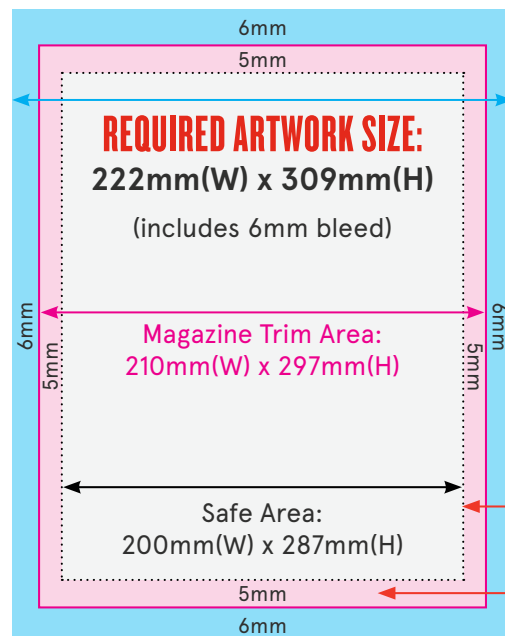 6mm
5mm
REQUIRED ARTWORK SIZE:
222mm(W) x 309mm(H)
(includes 6mm bleed)
6mm
6mm
Magazine Trim Area:
210mm(W) x 297mm(H)
5mm
5mm
Safe Area:
200mm(W) x 287mm(H)
5mm
6mm